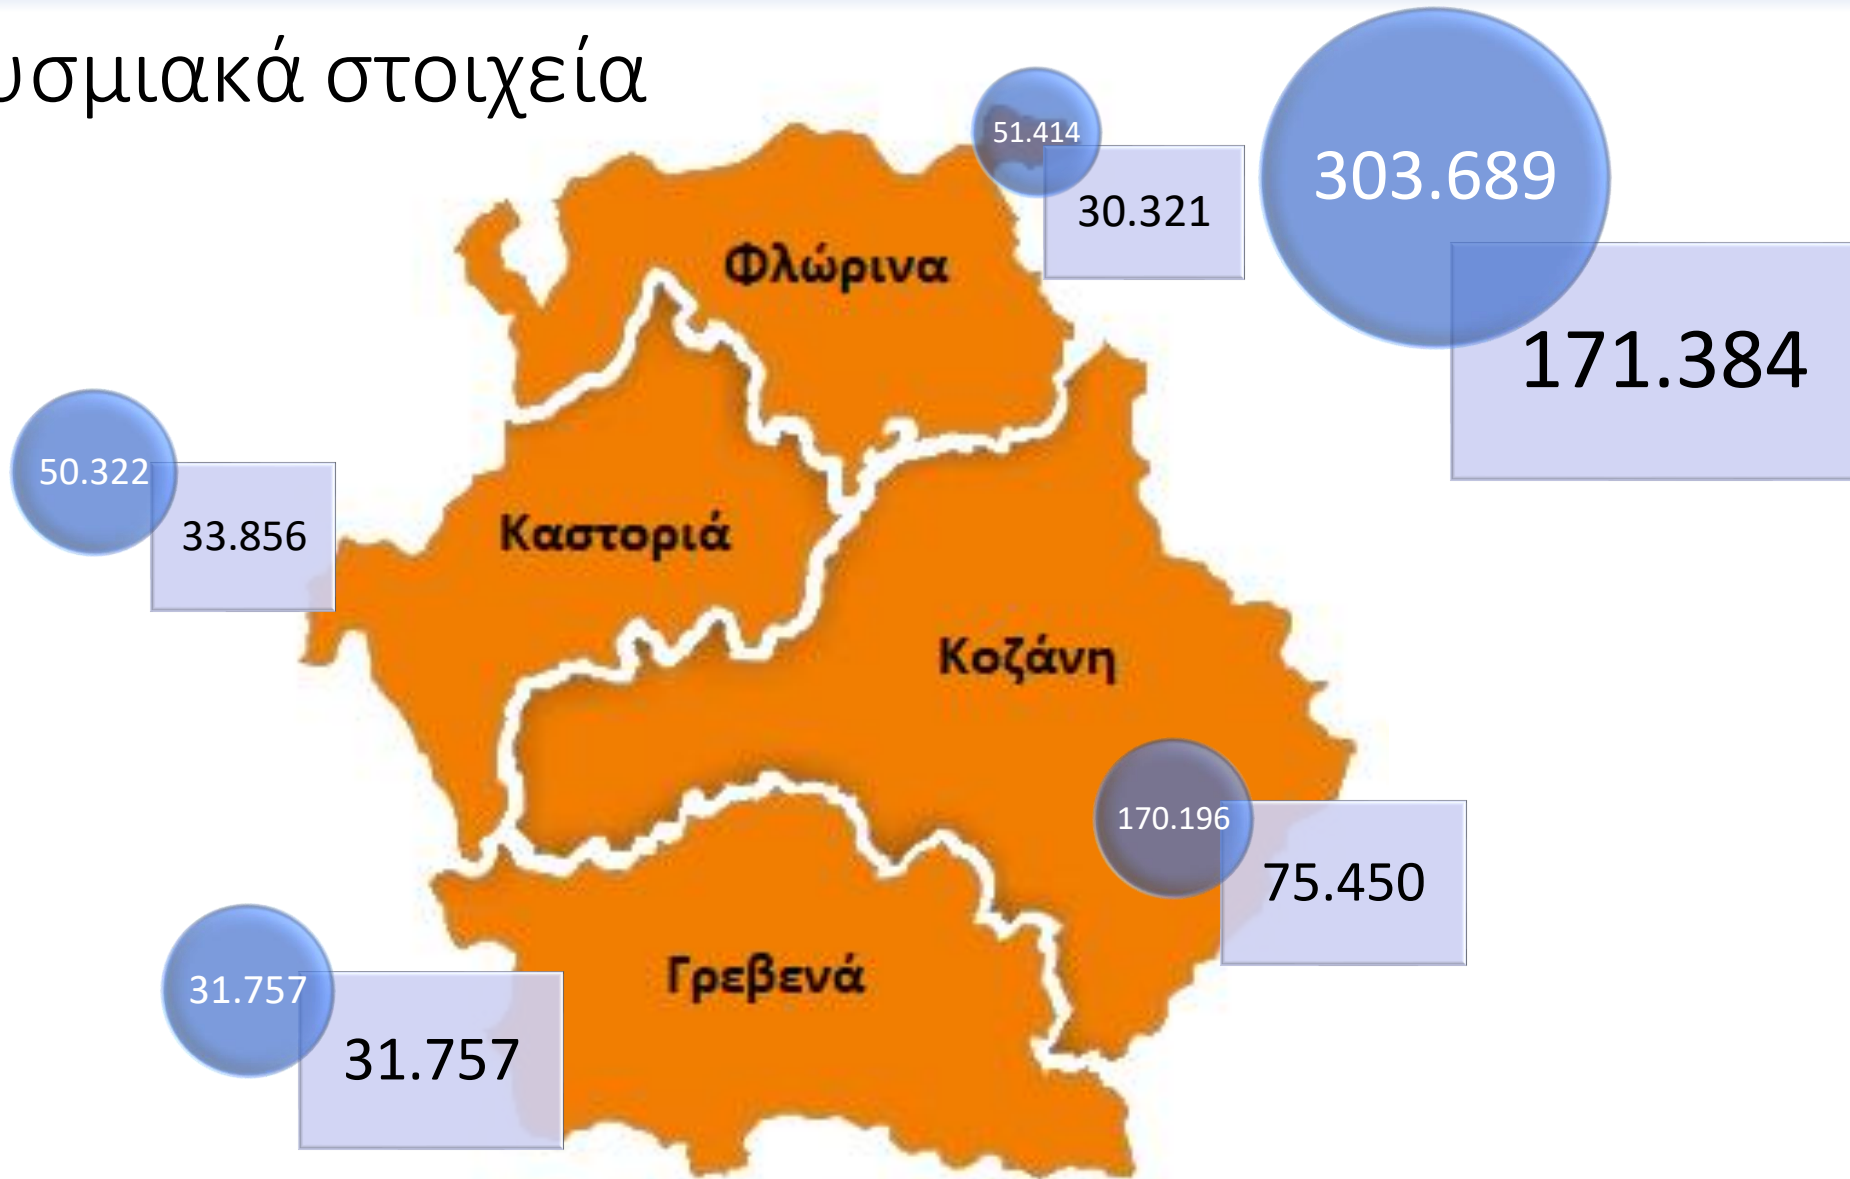 υσμιακά στοιχεία
51.414
30.321
303.689
171.384
Φλώρινα
50.322
33.856
Καστοριά
Κοζάνη
170.196
75.450
31.757
31.757
Γρεβενά